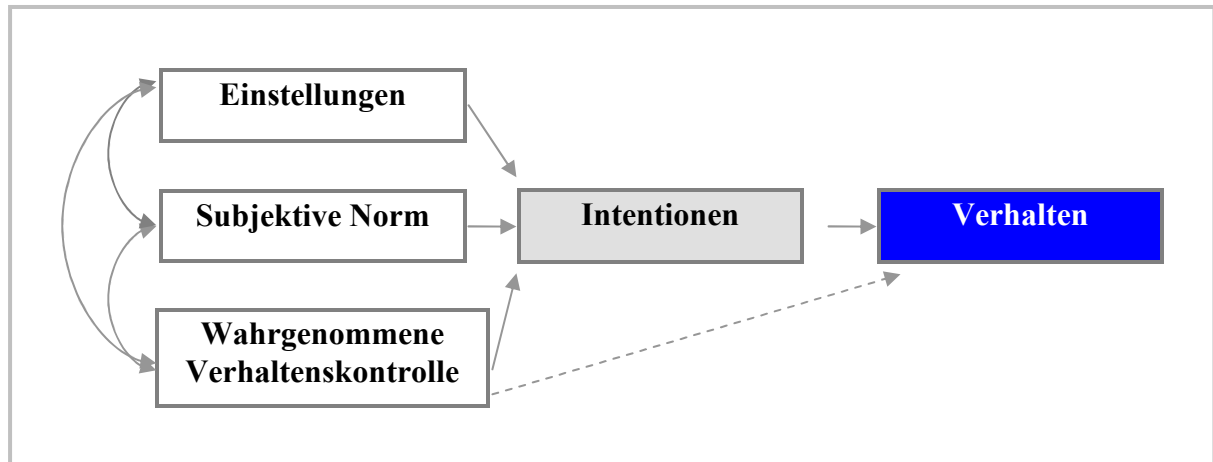 Einstellungen
Subjektive Norm
Intentionen
Verhalten
Wahrgenommene
Verhaltenskontrolle